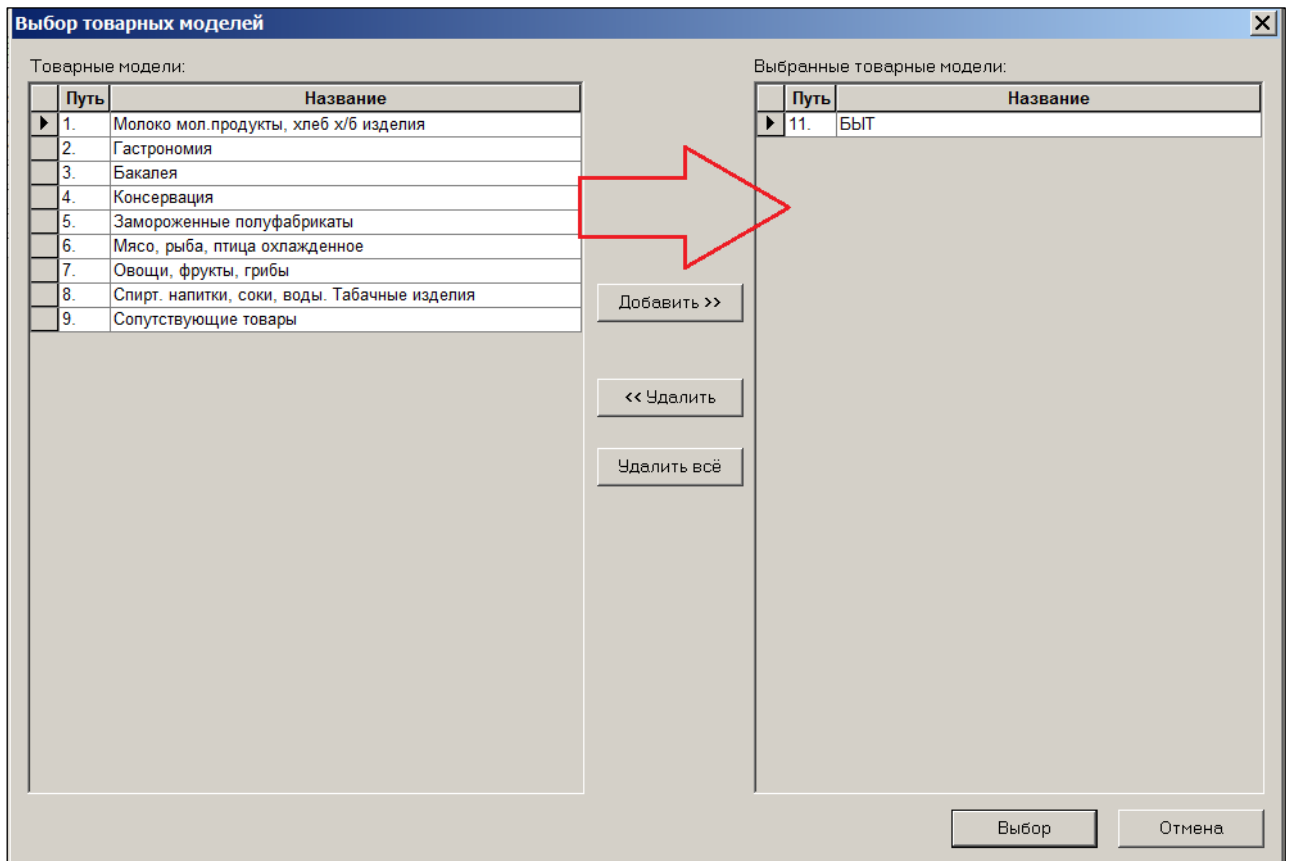 Выбор товарных моделей
Товарные модели:
Путь Название
1. Молоко мол.продукты, хлеб х/б изделия
2. Гастрономия
3. Бакалея
4. Консервация
5. Замороженные полуфабрикаты
6. Мясо, рыба, птица охлажденное
7. Овощи, фрукты, грибы
8. Спирт. напитки, соки, воды. Табачные изделия
9. Сопутствующие товары
Добавить >>
<< Удалить
Удалить всё
Выбранные товарные модели:
Путь Название
11. БЫТ
Выбор Отмена